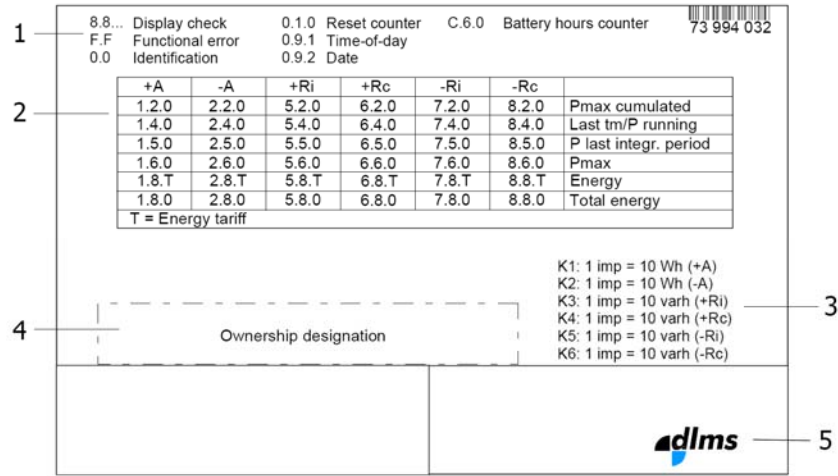 8.8... Display check 0.1.0 Reset counter C.6.0 Battery hours counter 73 994 032
1 F.F Functional error 0.9.1 Time-of-day
0.0 Identification 0.9.2 Date
+A -A +Ri +Rc -Ri -Rc
2 1.2.0 2.2.0 5.2.0 6.2.0 7.2.0 8.2.0 Pmax cumulated
1.4.0 2.4.0 5.4.0 6.4.0 7.4.0 8.4.0 Last tm/P running
1.5.0 2.5.0 5.5.0 6.5.0 7.5.0 8.5.0 P last integr. period
1.6.0 2.6.0 5.6.0 6.6.0 7.6.0 8.6.0 Pmax
1.8.T 2.8.T 5.8.T 6.8.T 7.8.T 8.8.T Energy
1.8.0 2.8.0 5.8.0 6.8.0 7.8.0 8.8.0 Total energy
T = Energy tariff
K1: 1 imp = 10 Wh (+A)
K2: 1 imp = 10 Wh (-A)
K3: 1 imp = 10 varh (+Ri) 3
K4: 1 imp = 10 varh (+Rc)
4 Ownership designation K5: 1 imp = 10 varh (-Ri)
K6: 1 imp = 10 varh (-Rc)
dlms 5